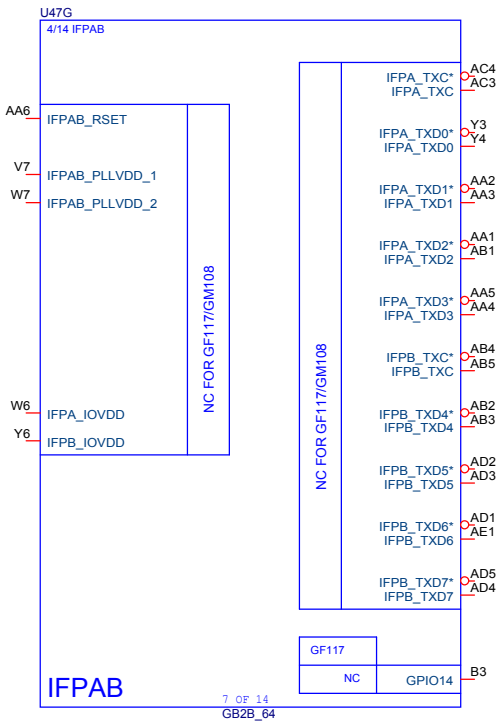 U47G
4/14 IFPAB
AA6 IFPAB_RSET
V7 IFPAB_PLLVDD_1
W7 IFPAB_PLLVDD_2
W6 IFPA_IOVDD
Y6 IFPB_IOVDD
NC FOR GF117/GM108
NC FOR GF117/GM108
IFPA_TXC* AC4
IFPA_TXC AC3
IFPA_TXD0* Y3
IFPA_TXD0 Y4
IFPA_TXD1* AA2
IFPA_TXD1 AA3
IFPA_TXD2* AA1
IFPA_TXD2 AB1
IFPA_TXD3* AA5
IFPA_TXD3 AA4
IFPB_TXC* AB4
IFPB_TXC AB5
IFPB_TXD4* AB2
IFPB_TXD4 AB3
IFPB_TXD5* AD2
IFPB_TXD5 AD3
IFPB_TXD6* AD1
IFPB_TXD6 AE1
IFPB_TXD7* AD5
IFPB_TXD7 AD4
GF117
NC GPIO14 B3
IFPAB
7 OF 14
GB2B_64